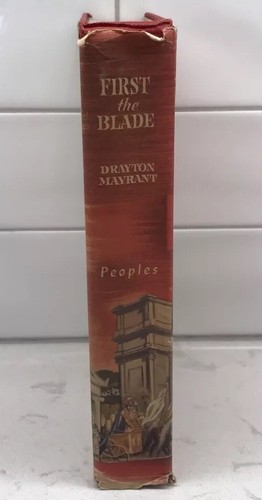 FIRST
the
BLADE
DRAYTON
MAYRANT
Peoples